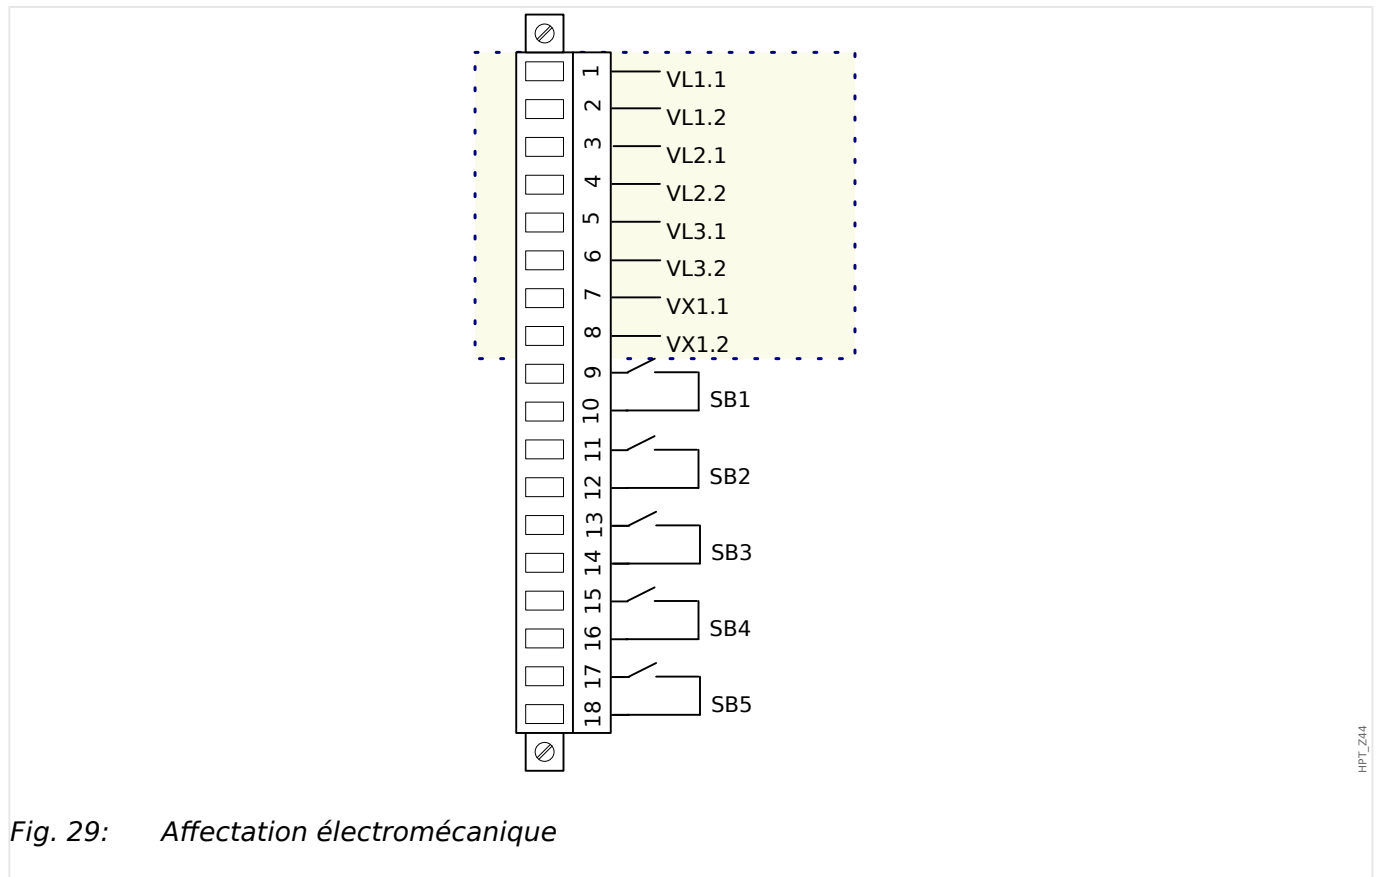 1 VL1.1
2 VL1.2
3 VL2.1
4 VL2.2
5 VL3.1
6 VL3.2
7 VX1.1
8 VX1.2
9
SB1
10
11
SB2
12
13
SB3
14
15
SB4
16
17
SB5
18
HPT_Z44
Fig. 29: Affectation électromécanique